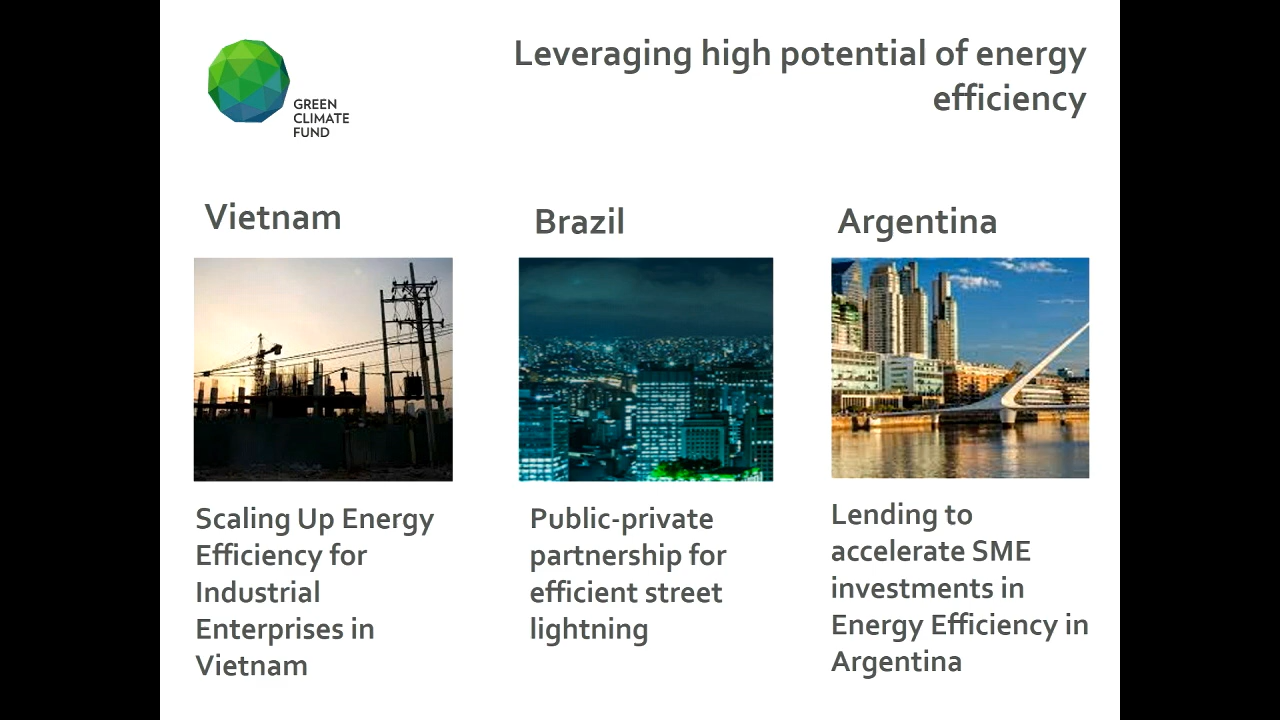 Leveraging high potential of energy
efficiency
GREEN
CLIMATE
FUND
Vietnam
Brazil
Argentina
Scaling Up Energy
Efficiency for
Industrial
Enterprises in
Vietnam
Public-private
partnership for
efficient street
lightning
Lending to
accelerate SME
investments in
Energy Efficiency in
Argentina